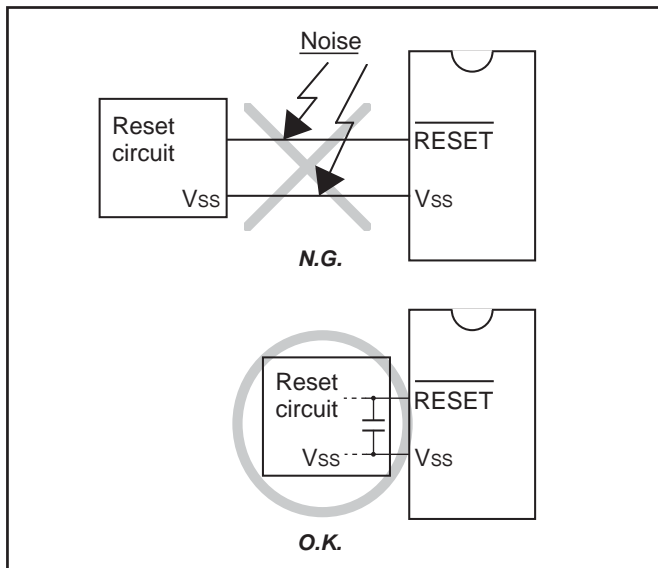 Noise
Reset
circuit
RESET
VSS
VSS
N.G.
Reset
circuit
RESET
VSS
VSS
O.K.